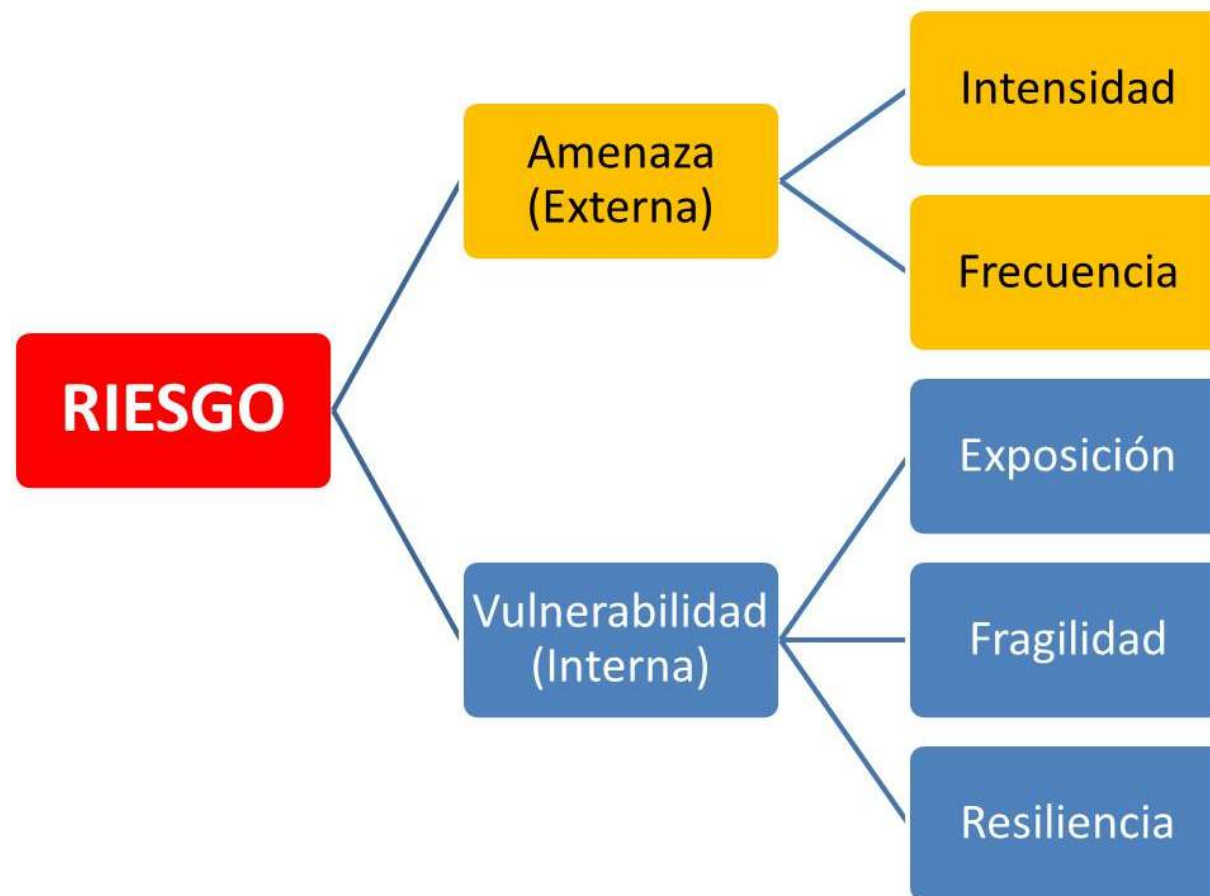 RIESGO
Amenaza
(Externa)
Intensidad
Frecuencia
Vulnerabilidad
(Interna)
Exposición
Fragilidad
Resiliencia